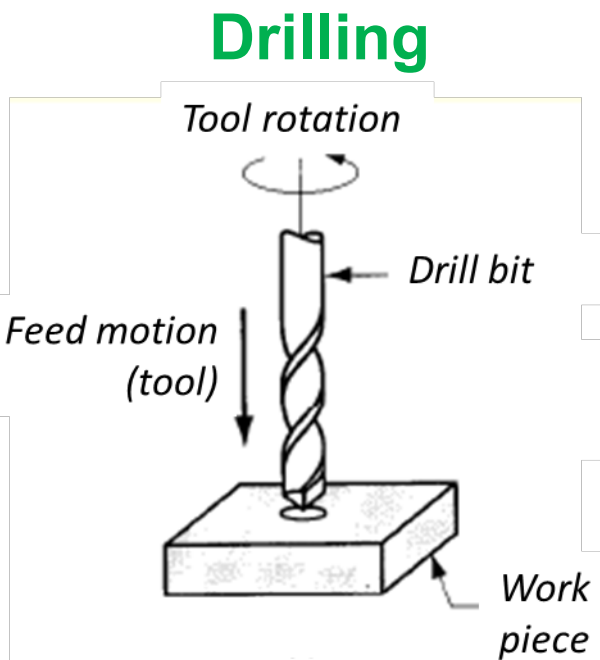 Drilling
Tool rotation
Drill bit
Feed motion
(tool)
Work
piece